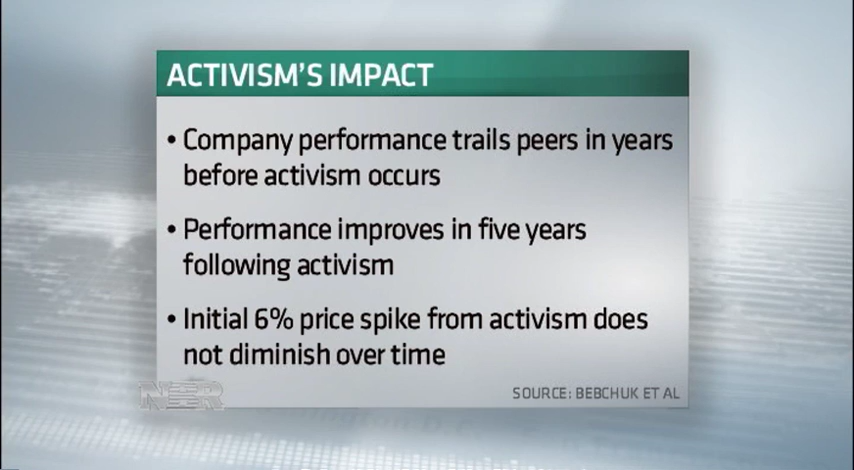 ACTIVISM'S IMPACT
• Company performance trails peers in years
before activism occurs
• Performance improves in five years
following activism
• Initial 6% price spike from activism does
not diminish over time
NBR
SOURCE: BEBCHUK ET AL